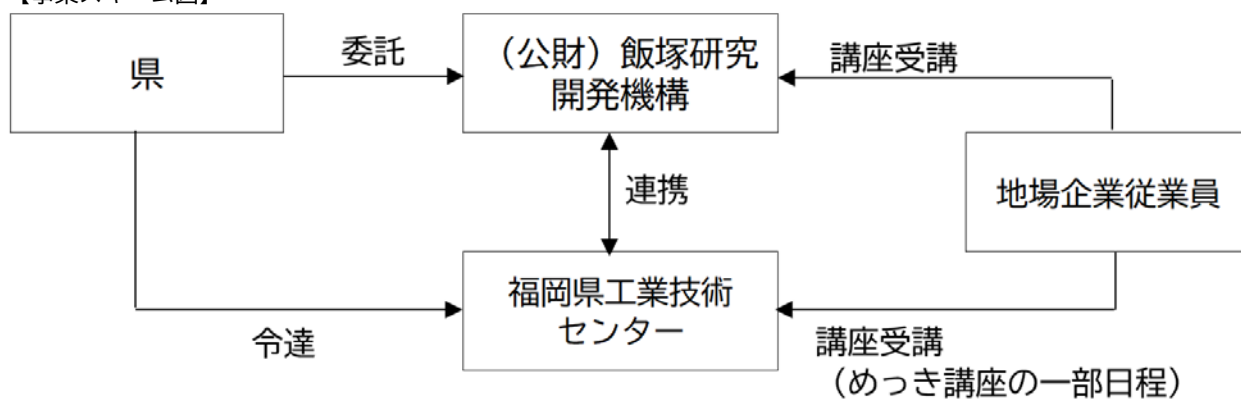 県
委託
（公財）飯塚研究
開発機構
講座受講
連携
地場企業従業員
福岡県工業技術
センター
令達
講座受講
（めっき講座の一部日程）